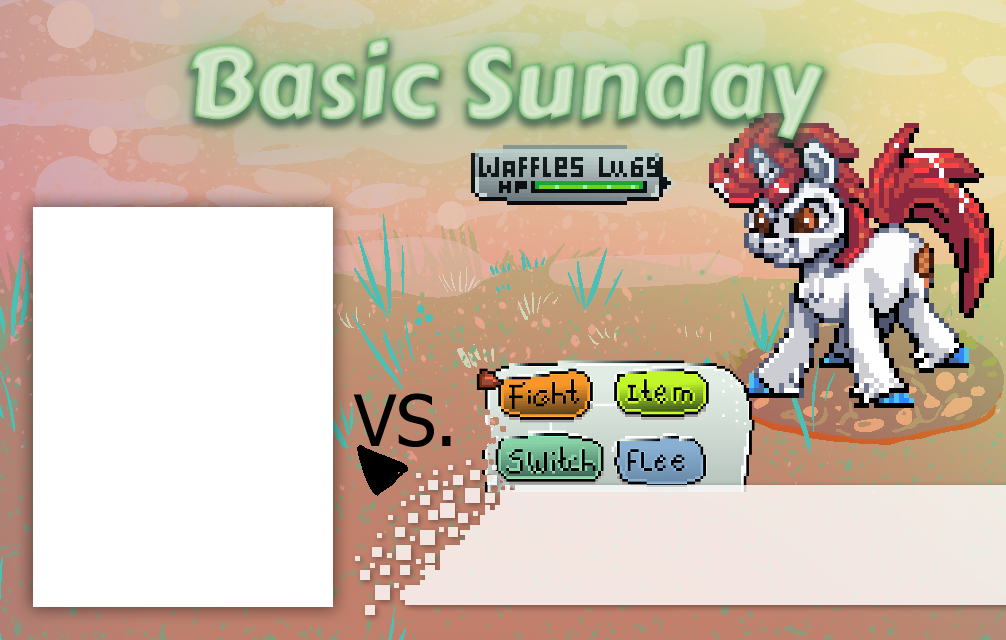 Basic Sunday
Waffles Lv.69
HP
VS.
Fight
Item
Switch
Flee